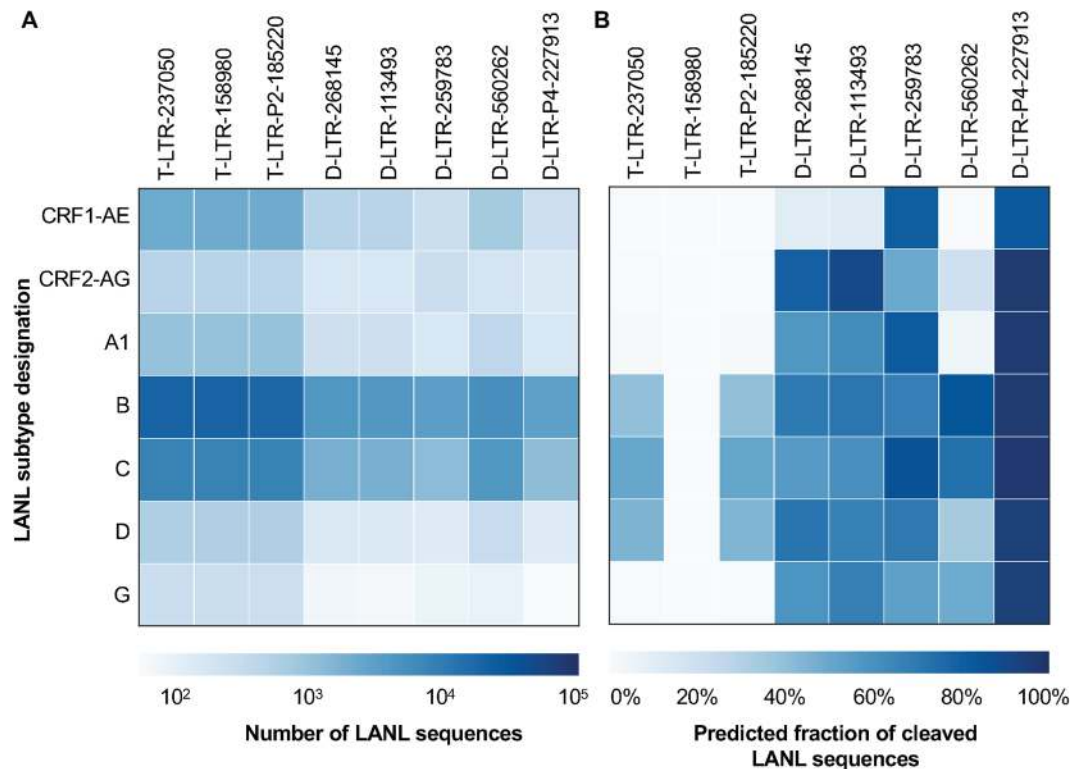 A
T-LTR-237050
T-LTR-158980
T-LTR-P2-185220
D-LTR-268145
D-LTR-113493
D-LTR-259783
D-LTR-560262
D-LTR-P4-227913
B
T-LTR-237050
T-LTR-158980
T-LTR-P2-185220
D-LTR-268145
D-LTR-113493
D-LTR-259783
D-LTR-560262
D-LTR-P4-227913
LANL subtype designation
CRF1-AE
CRF2-AG
A1
B
C
D
G
10² 10³ 10⁴ 10⁵
Number of LANL sequences
0% 20% 40% 60% 80% 100%
Predicted fraction of cleaved
LANL sequences